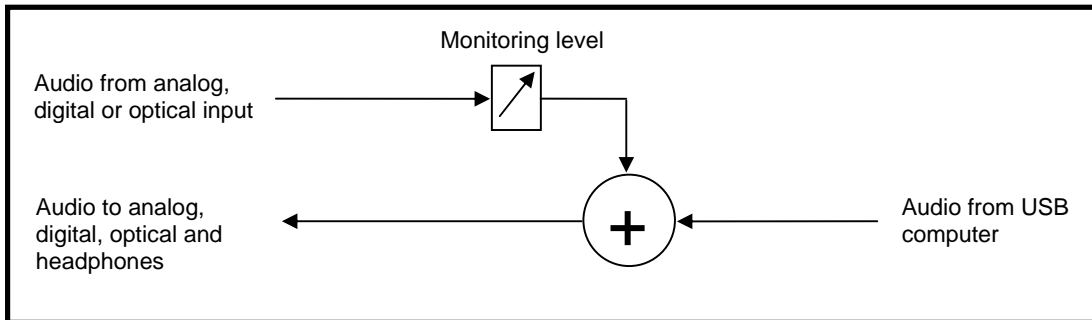 Monitoring level
Audio from analog,
digital or optical input
+
Audio to analog,
digital, optical and
headphones
Audio from USB
computer